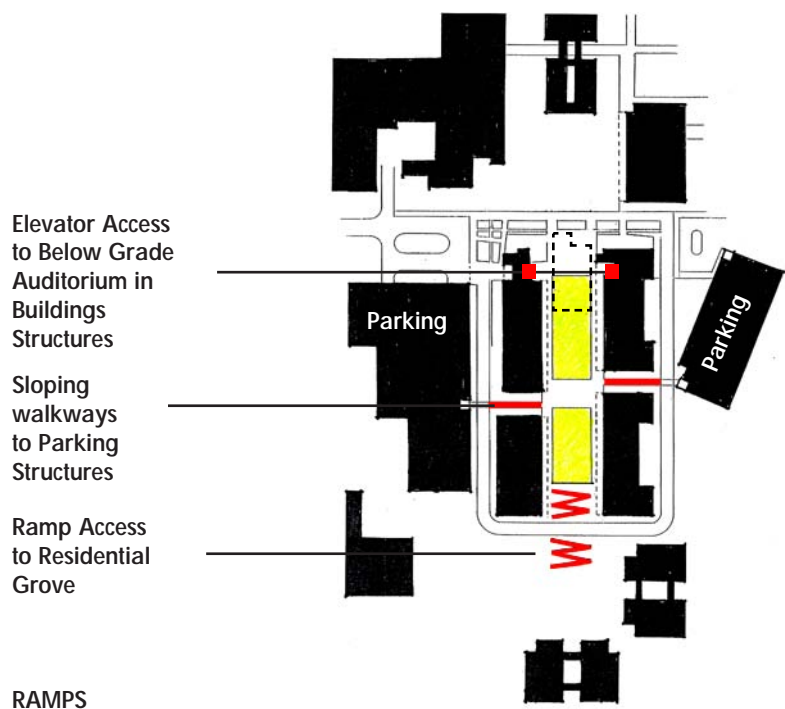 Elevator Access
to Below Grade
Auditorium in
Buildings
Structures
Parking
Parking
Sloping
walkways
to Parking
Structures
Ramp Access
to Residential
Grove
RAMPS